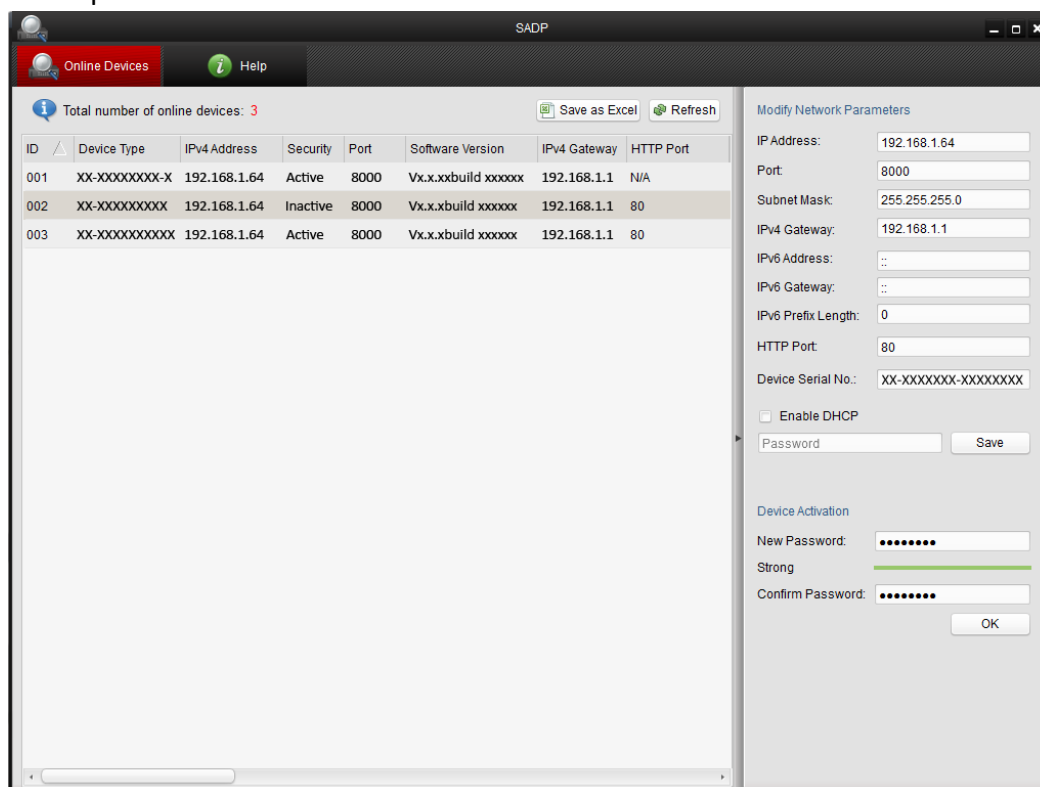 SADP
Online Devices Help
Total number of online devices: 3 Save as Excel Refresh
ID Device Type IPv4 Address Security Port Software Version IPv4 Gateway HTTP Port
001 XX-XXXXXXXX-X 192.168.1.64 Active 8000 Vx.x.xxbuild xxxxxx 192.168.1.1 N/A
002 XX-XXXXXXXXX 192.168.1.64 Inactive 8000 Vx.x.xbuild xxxxxx 192.168.1.1 80
003 XX-XXXXXXXXXX 192.168.1.64 Active 8000 Vx.x.xbuild xxxxxx 192.168.1.1 80
Modify Network Parameters
IP Address: 192.168.1.64
Port: 8000
Subnet Mask: 255.255.255.0
IPv4 Gateway: 192.168.1.1
IPv6 Address: ::
IPv6 Gateway: ::
IPv6 Prefix Length: 0
HTTP Port: 80
Device Serial No.: XX-XXXXXXX-XXXXXXXX
Enable DHCP
Password Save
Device Activation
New Password: ●●●●●●●●
Strong
Confirm Password: ●●●●●●●●
OK